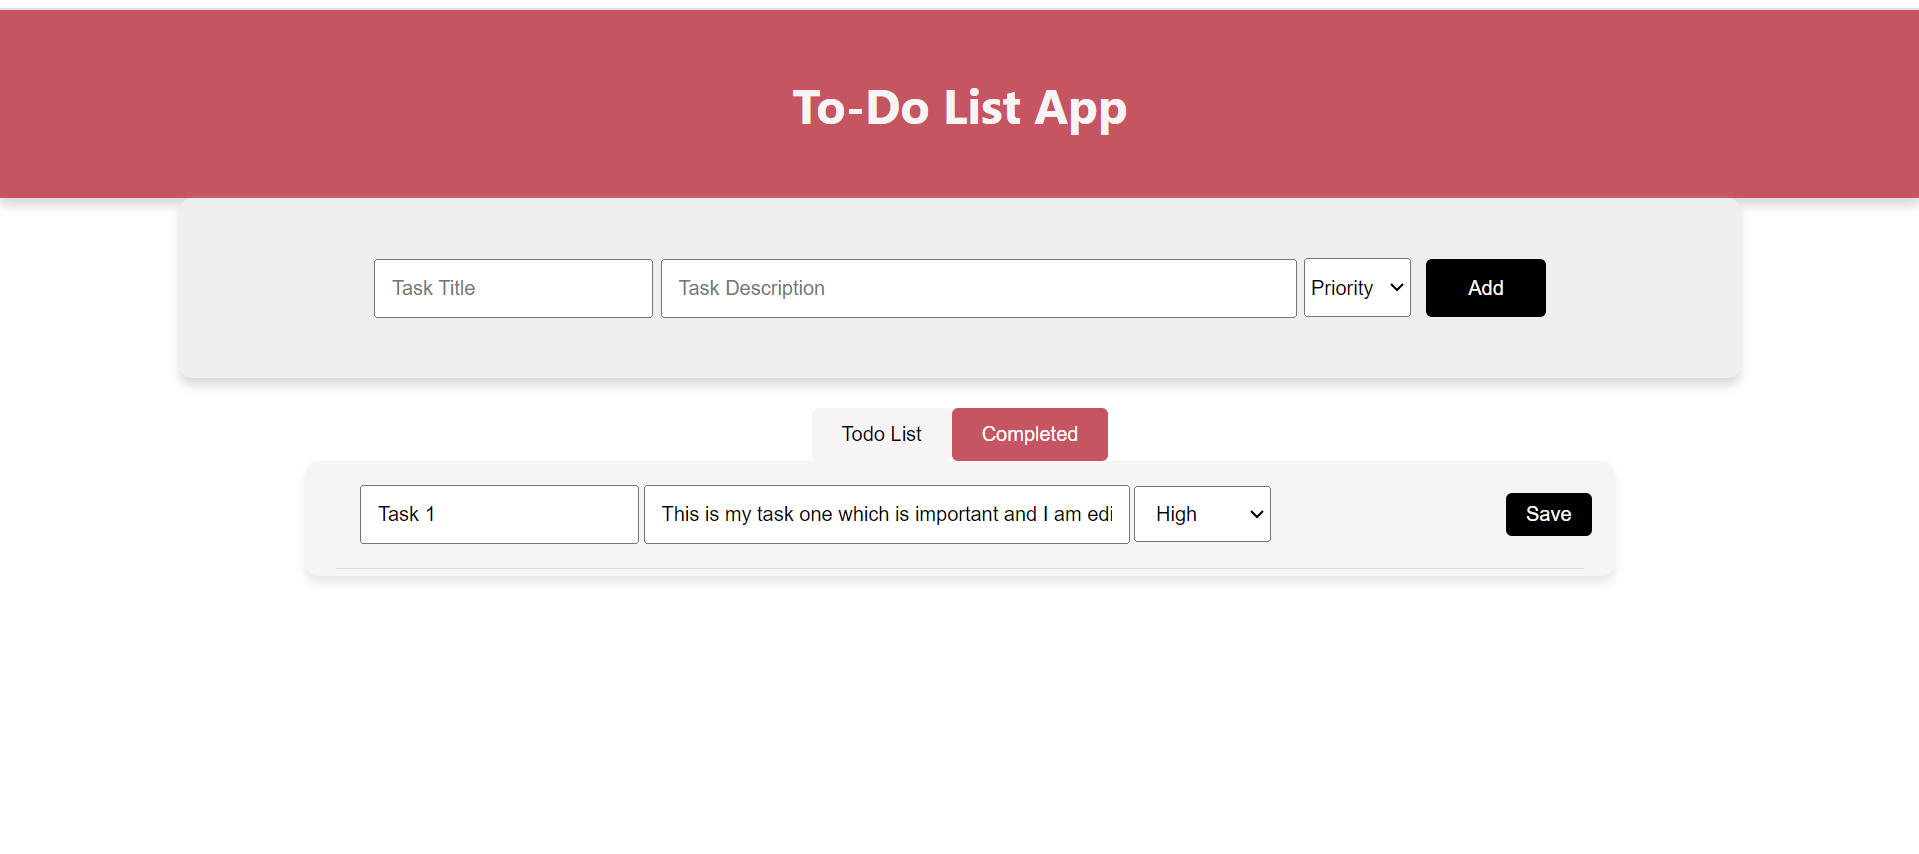 To-Do List App
Task Title Task Description Priority Add
Todo List Completed
Task 1 This is my task one which is important and I am edi High Save